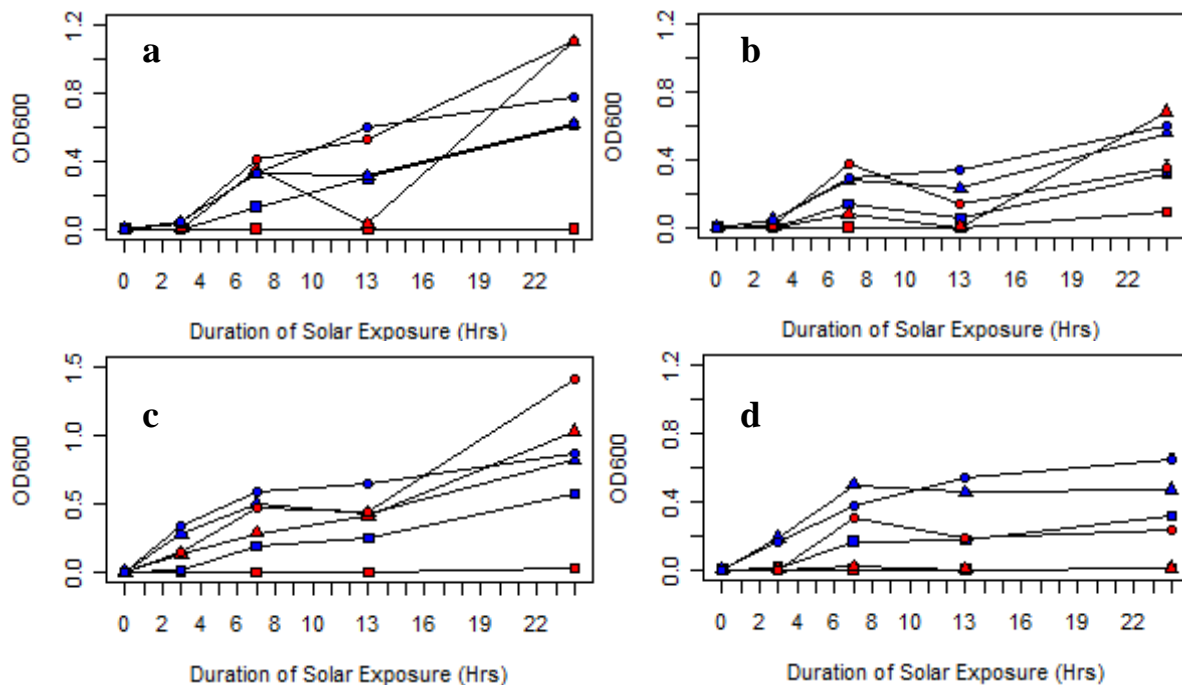 a
OD600
0.0 0.4 0.8 1.2
0 2 4 6 8 10 13 16 19 22
Duration of Solar Exposure (Hrs)
b
OD600
0.0 0.4 0.8 1.2
0 2 4 6 8 10 13 16 19 22
Duration of Solar Exposure (Hrs)
c
OD600
0.0 0.5 1.0 1.5
0 2 4 6 8 10 13 16 19 22
Duration of Solar Exposure (Hrs)
d
OD600
0.0 0.4 0.8 1.2
0 2 4 6 8 10 13 16 19 22
Duration of Solar Exposure (Hrs)